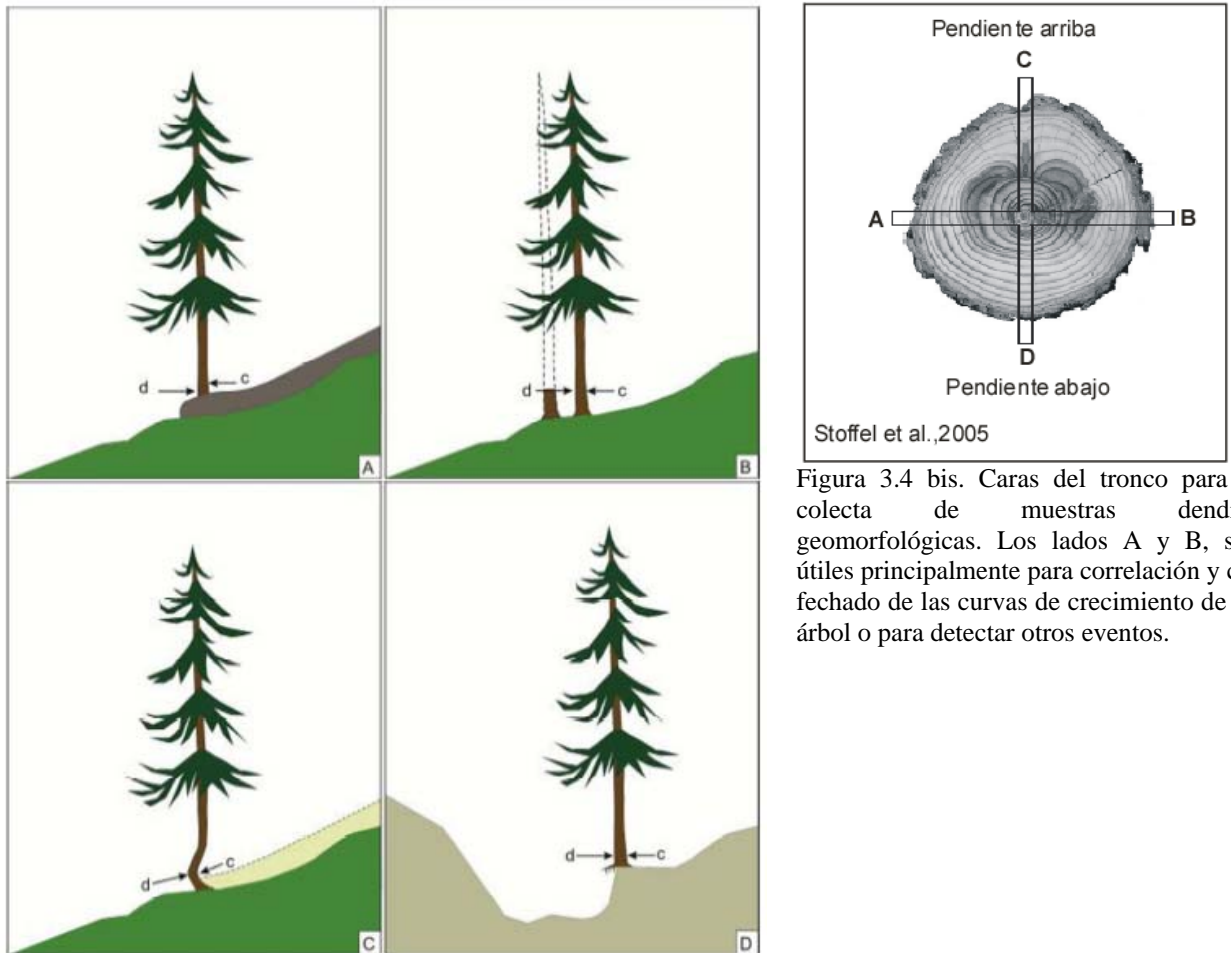 d
c
A
d
c
B
d
c
C
d
c
D
Pendiente arriba
C
A
B
D
Pendiente abajo
Stoffel et al.,2005
Figura 3.4 bis. Caras del tronco para
colecta de muestras
geomorfológicas. Los lados A y B,
útiles principalmente para correlación y
fechado de las curvas de crecimiento de
árbol o para detectar otros eventos.